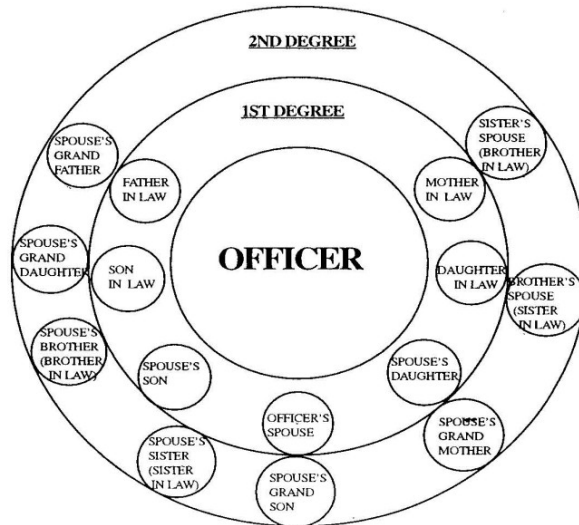 2ND DEGREE
1ST DEGREE
SPOUSE'S
GRAND
FATHER
FATHER
IN LAW
MOTHER
IN LAW
SISTER'S
SPOUSE
(BROTHER
IN LAW)
SPOUSE'S
GRAND
DAUGHTER
SON
IN LAW
OFFICER
DAUGHTER
IN LAW
BROTHER'S
SPOUSE
(SISTER
IN LAW)
SPOUSE'S
BROTHER
(BROTHER
IN LAW)
SPOUSE'S
SON
SPOUSE'S
DAUGHTER
OFFICER'S
SPOUSE
SPOUSE'S
GRAND
MOTHER
SPOUSE'S
SISTER
(SISTER
IN LAW)
SPOUSE'S
GRAND
SON